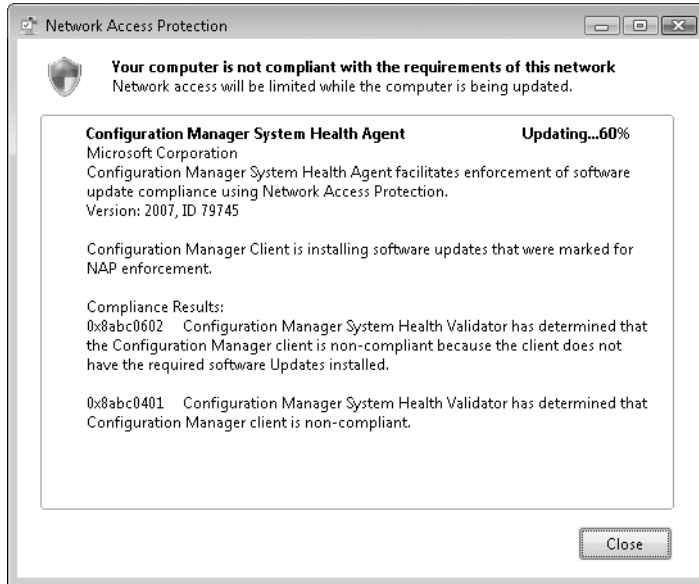 Network Access Protection
Your computer is not compliant with the requirements of this network
Network access will be limited while the computer is being updated.
Configuration Manager System Health Agent Updating...60%
Microsoft Corporation
Configuration Manager System Health Agent facilitates enforcement of software
update compliance using Network Access Protection.
Version: 2007, ID 79745
Configuration Manager Client is installing software updates that were marked for
NAP enforcement.
Compliance Results:
0x8abc0602 Configuration Manager System Health Validator has determined that
the Configuration Manager client is non-compliant because the client does not
have the required software Updates installed.
0x8abc0401 Configuration Manager System Health Validator has determined that
Configuration Manager client is non-compliant.
Close